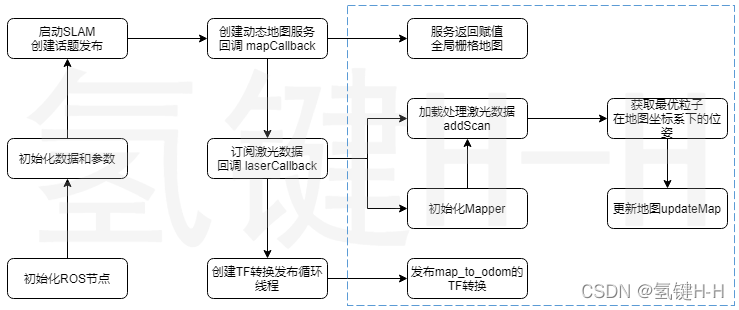 启动SLAM
创建话题发布
创建动态地图服务
回调 mapCallback
服务返回赋值
全局栅格地图
加载处理激光数据
addScan
获取最优粒子
在地图坐标系下的位
姿
初始化数据和参数
订阅激光数据
回调 laserCallback
初始化Mapper
更新地图updateMap
初始化ROS节点
创建TF转换发布循环
线程
发布map_to_odom的
TF转换
氢键H-H
CSDN @氢键H-H